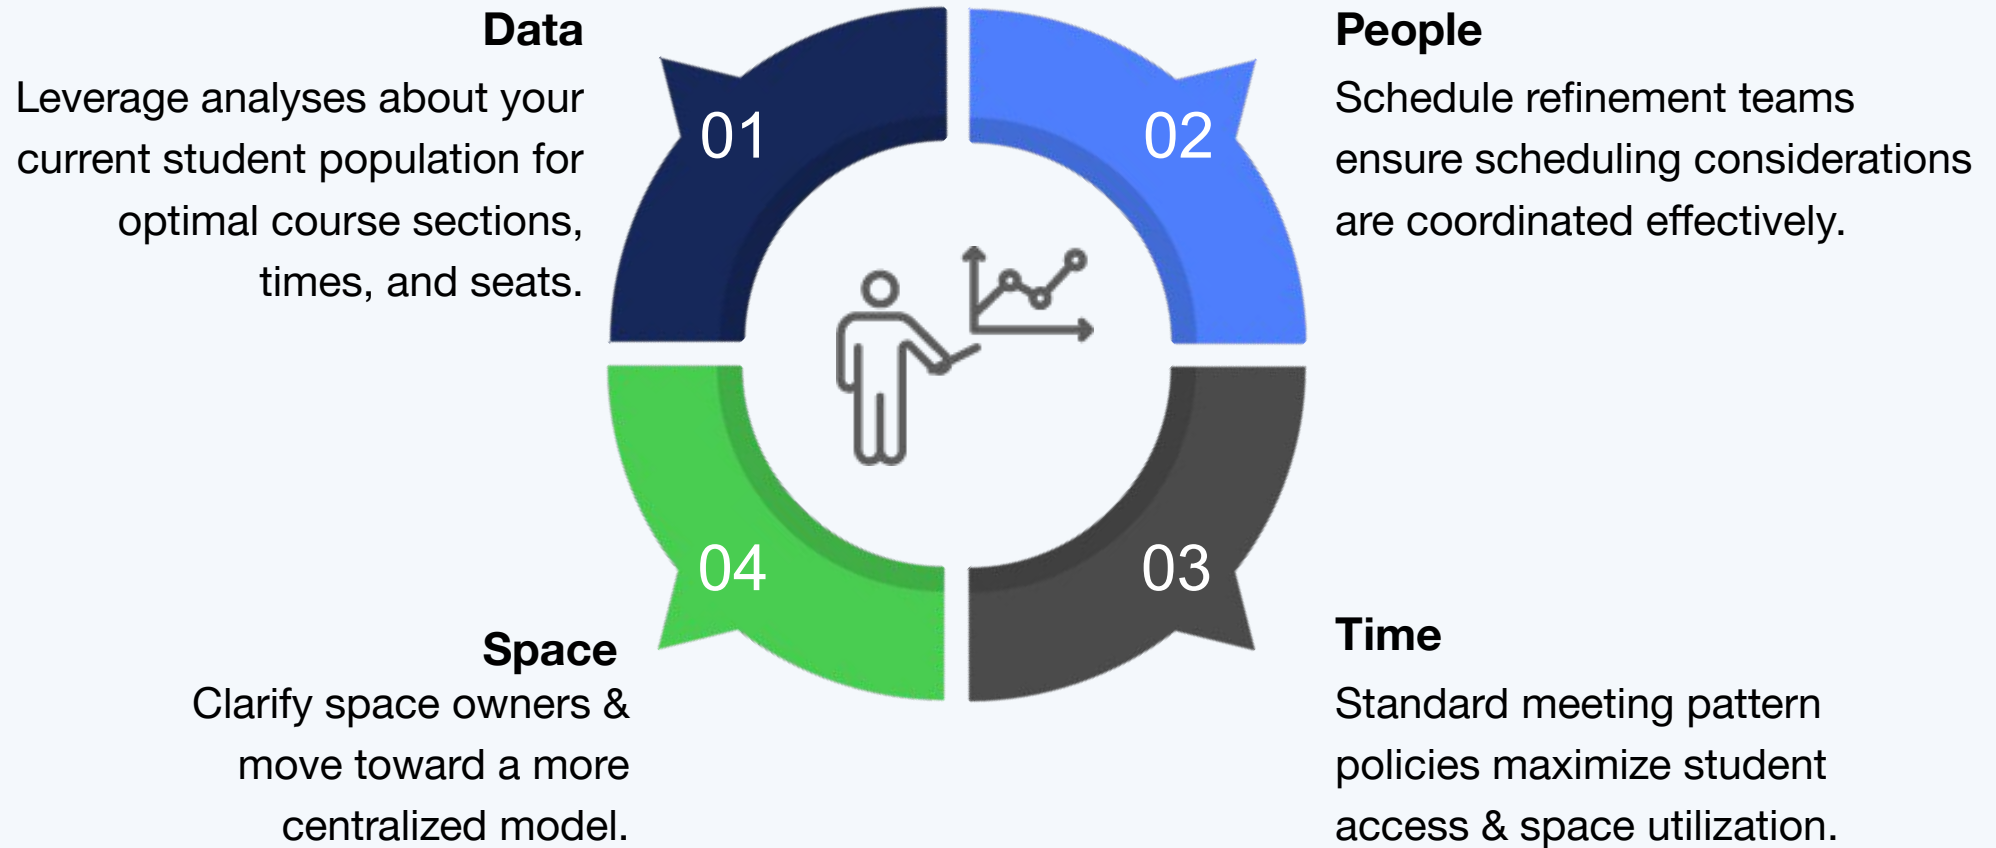 Data
Leverage analyses about your
current student population for
optimal course sections,
times, and seats.
01
02
People
Schedule refinement teams
ensure scheduling considerations
are coordinated effectively.
03
Time
Standard meeting pattern
policies maximize student
access & space utilization.
04
Space
Clarify space owners &
move toward a more
centralized model.